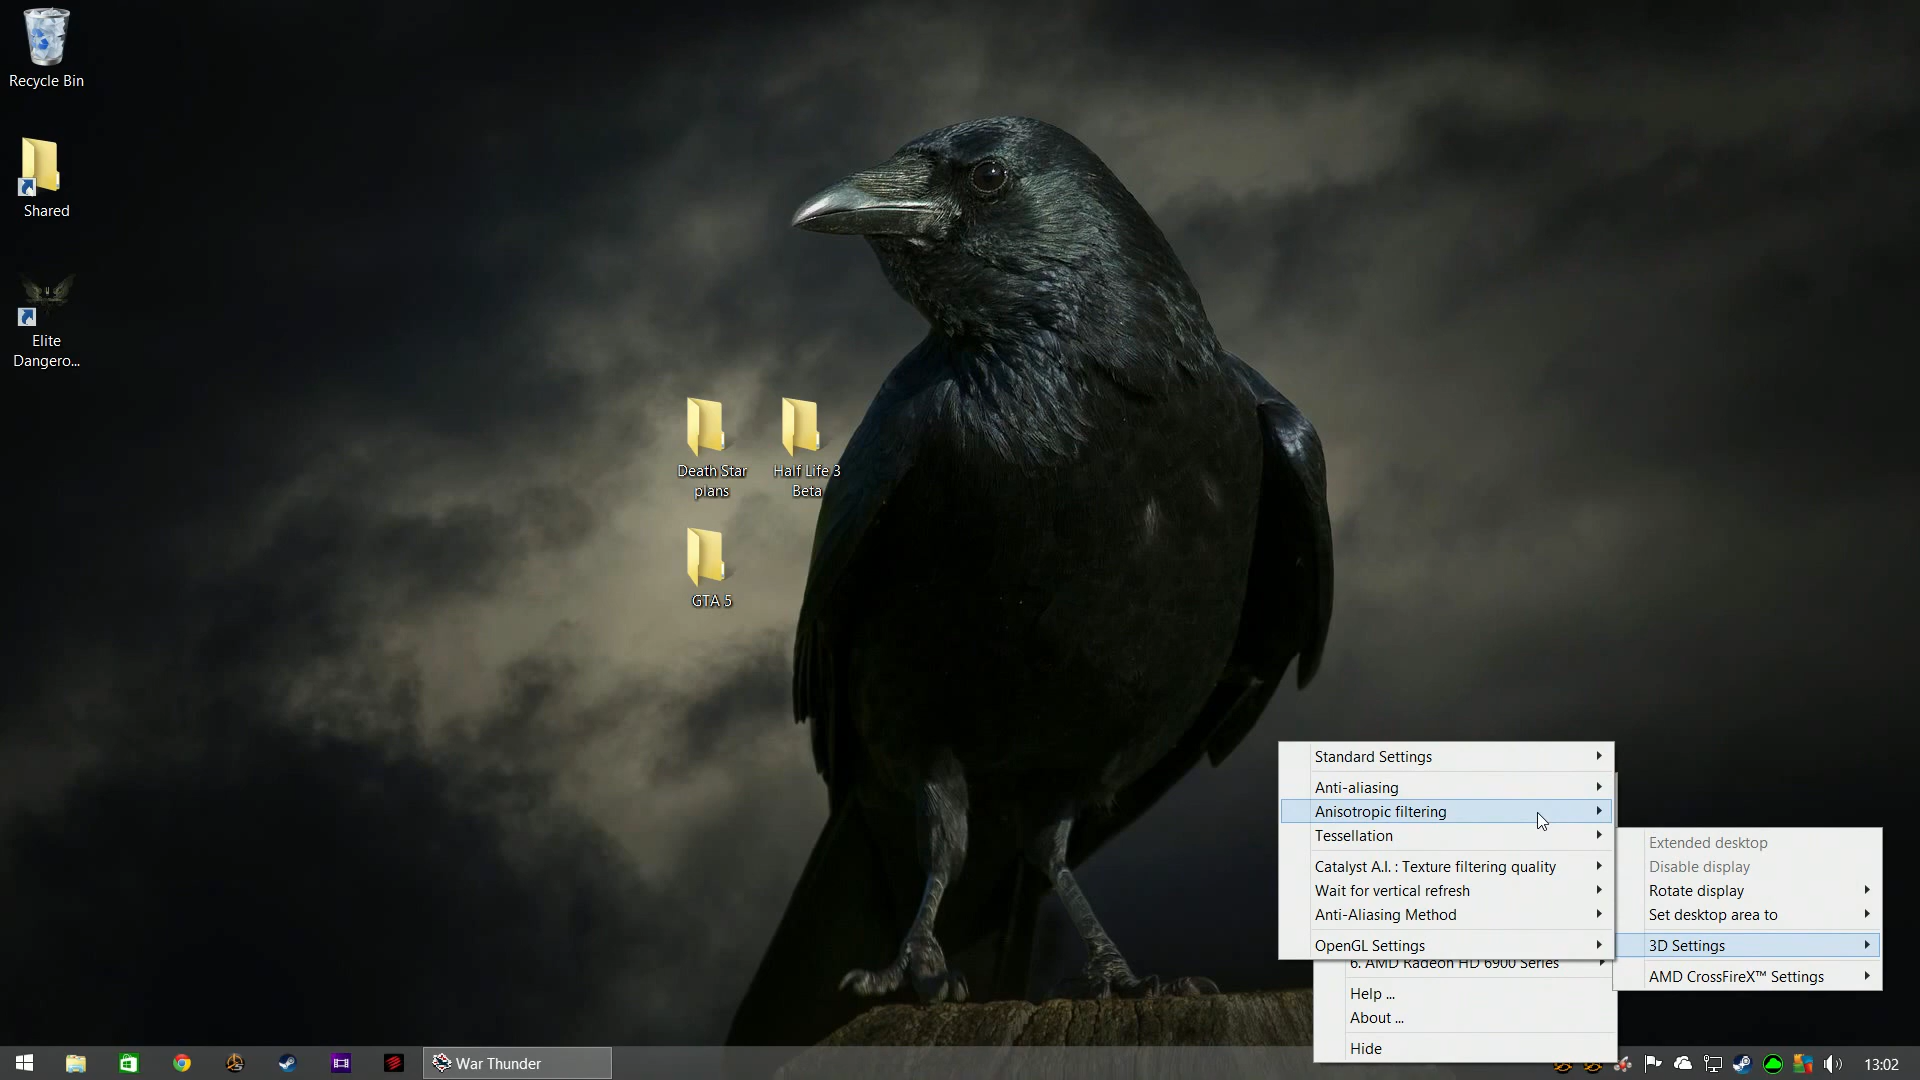 Recycle Bin
Shared
Elite
Dangero...
Death Star
plans
Half Life 3
Beta
GTA 5
Standard Settings
Anti-aliasing
Anisotropic filtering
Tessellation
Catalyst A.I. : Texture filtering quality
Wait for vertical refresh
Anti-Aliasing Method
OpenGL Settings
Extended desktop
Disable display
Rotate display
Set desktop area to
3D Settings
AMD CrossFireX™ Settings
6. AMD Radeon HD 6900 Series
Help ...
About ...
Hide
War Thunder
13:02